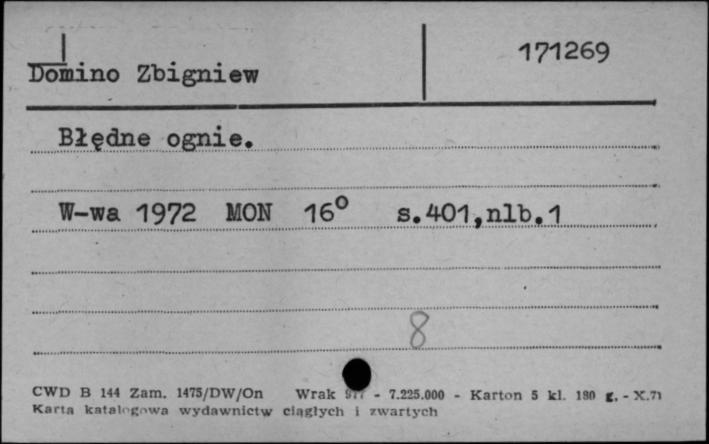 171269
Domino Zbigniew
Błędne ognie.
W-wa 1972 MON 16° s.401,nlb.1
8
CWD B 144 Zam. 1475/DW/On Wrak - 7.225.000 - Karton 5 kl. 180 g. - X.71
Karta katalogowa wydawnictw ciągłych i zwartych